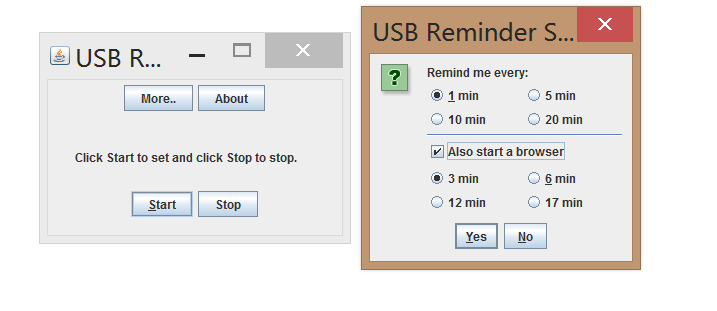 USB R...
More..
About
Click Start to set and click Stop to stop.
Start
Stop
USB Reminder S...
?
Remind me every:
1 min
5 min
10 min
20 min
Also start a browser
3 min
6 min
12 min
17 min
Yes
No